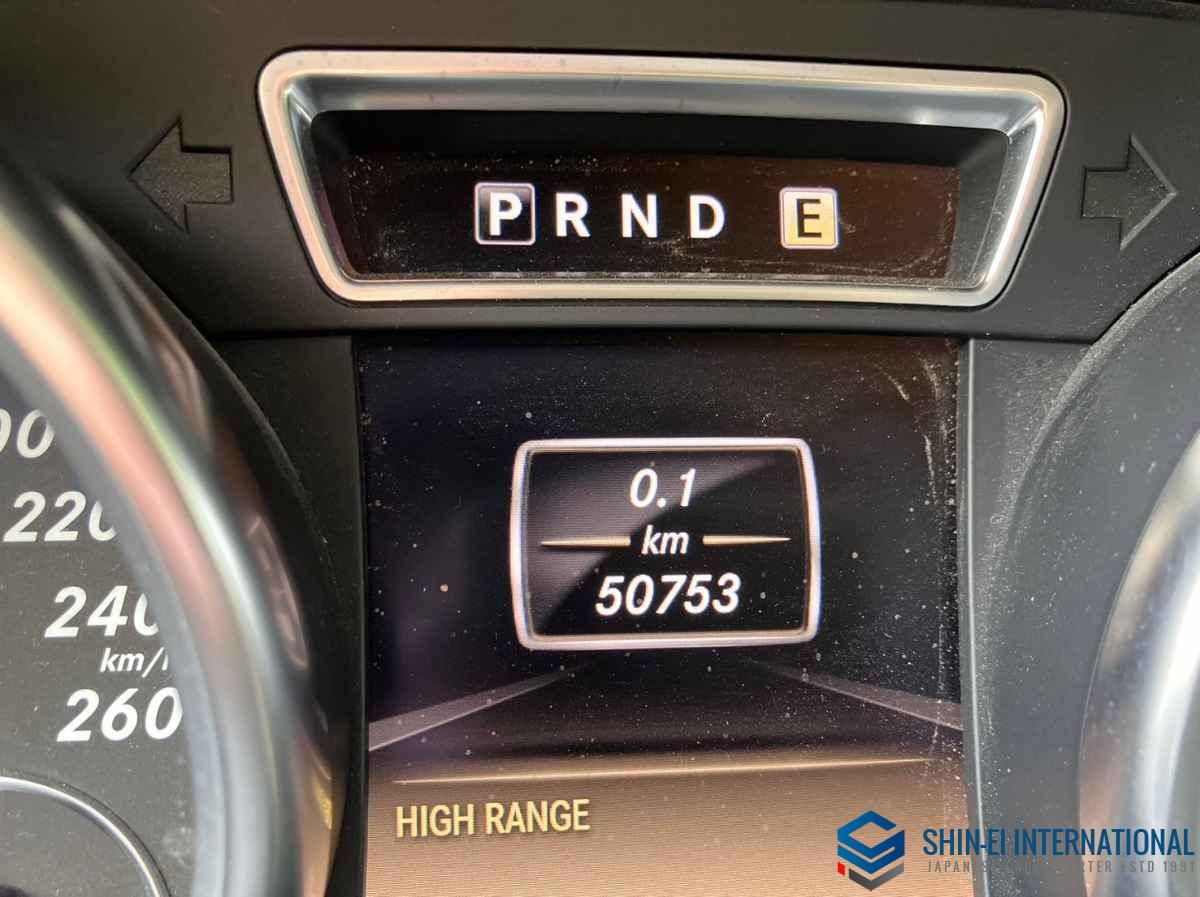 P R N D E
0.1
km
50753
220
240
km/h
260
HIGH RANGE
SHIN-EI INTERNATIONAL